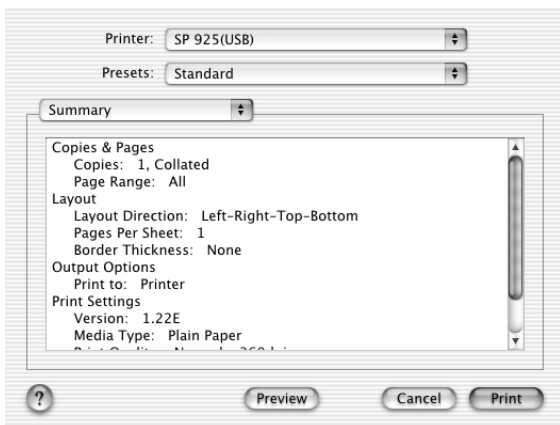 Printer: SP 925(USB)
Presets: Standard
Summary
Copies & Pages
Copies: 1, Collated
Page Range: All
Layout
Layout Direction: Left-Right-Top-Bottom
Pages Per Sheet: 1
Border Thickness: None
Output Options
Print to: Printer
Print Settings
Version: 1.22E
Media Type: Plain Paper
? Preview Cancel Print